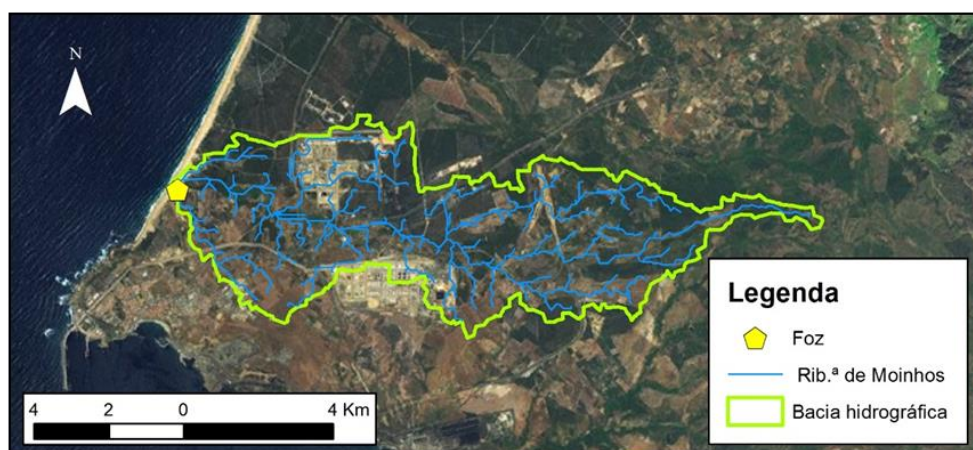 N
Legenda
Foz
Rib.ª de Moinhos
Bacia hidrográfica
4 2 0 4 Km